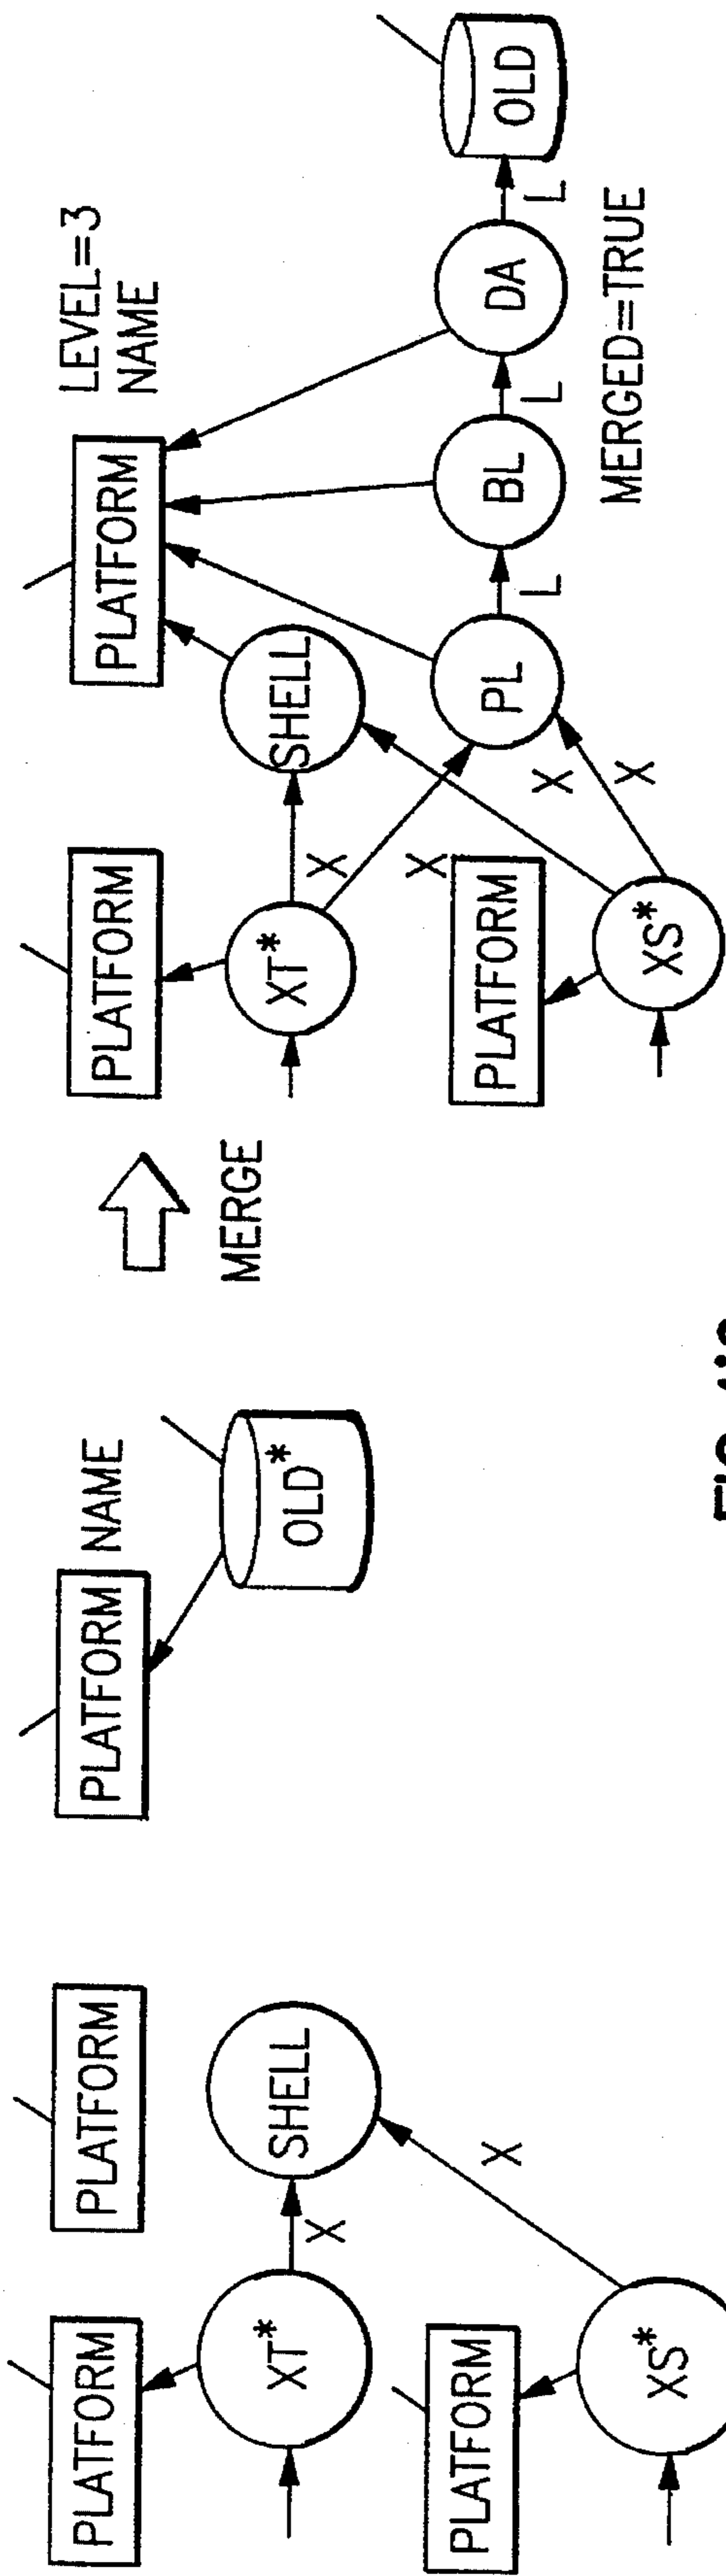 PLATFORM
PLATFORM
XT*
X
SHELL
PLATFORM
X
XS*
PLATFORM NAME
OLD*
MERGE
PLATFORM
PLATFORM
LEVEL=3
NAME
XT*
SHELL
X
X
PLATFORM
XS*
X
X
PL
L
BL
L
DA
L
OLD
MERGED=TRUE